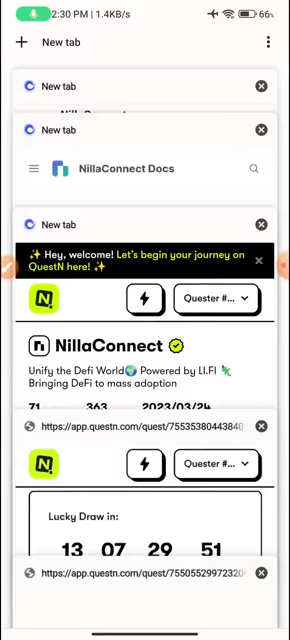 2:30 PM | 1.4KB/s
66%
New tab
New tab
New tab
NillaConnect Docs
New tab
✨ Hey, welcome! Let's begin your journey on
QuestN here! ✨
Quester #...
NillaConnect
Unify the Defi World🌍 Powered by LI.FI 🦎
Bringing DeFi to mass adoption
71 363 2023/03/24
https://app.questn.com/quest/75535380443840
Quester #...
Lucky Draw in:
13 07 29 51
https://app.questn.com/quest/7550552997232